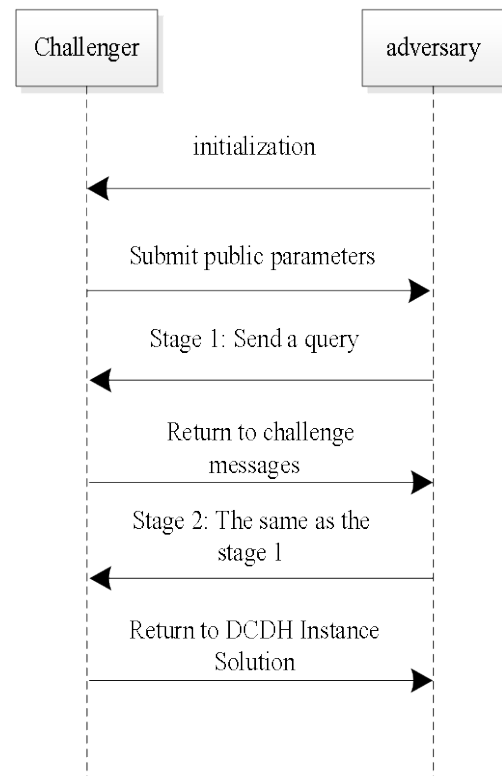 Challenger
adversary
initialization
Submit public parameters
Stage 1: Send a query
Return to challenge
messages
Stage 2: The same as the
stage 1
Return to DCDH Instance
Solution